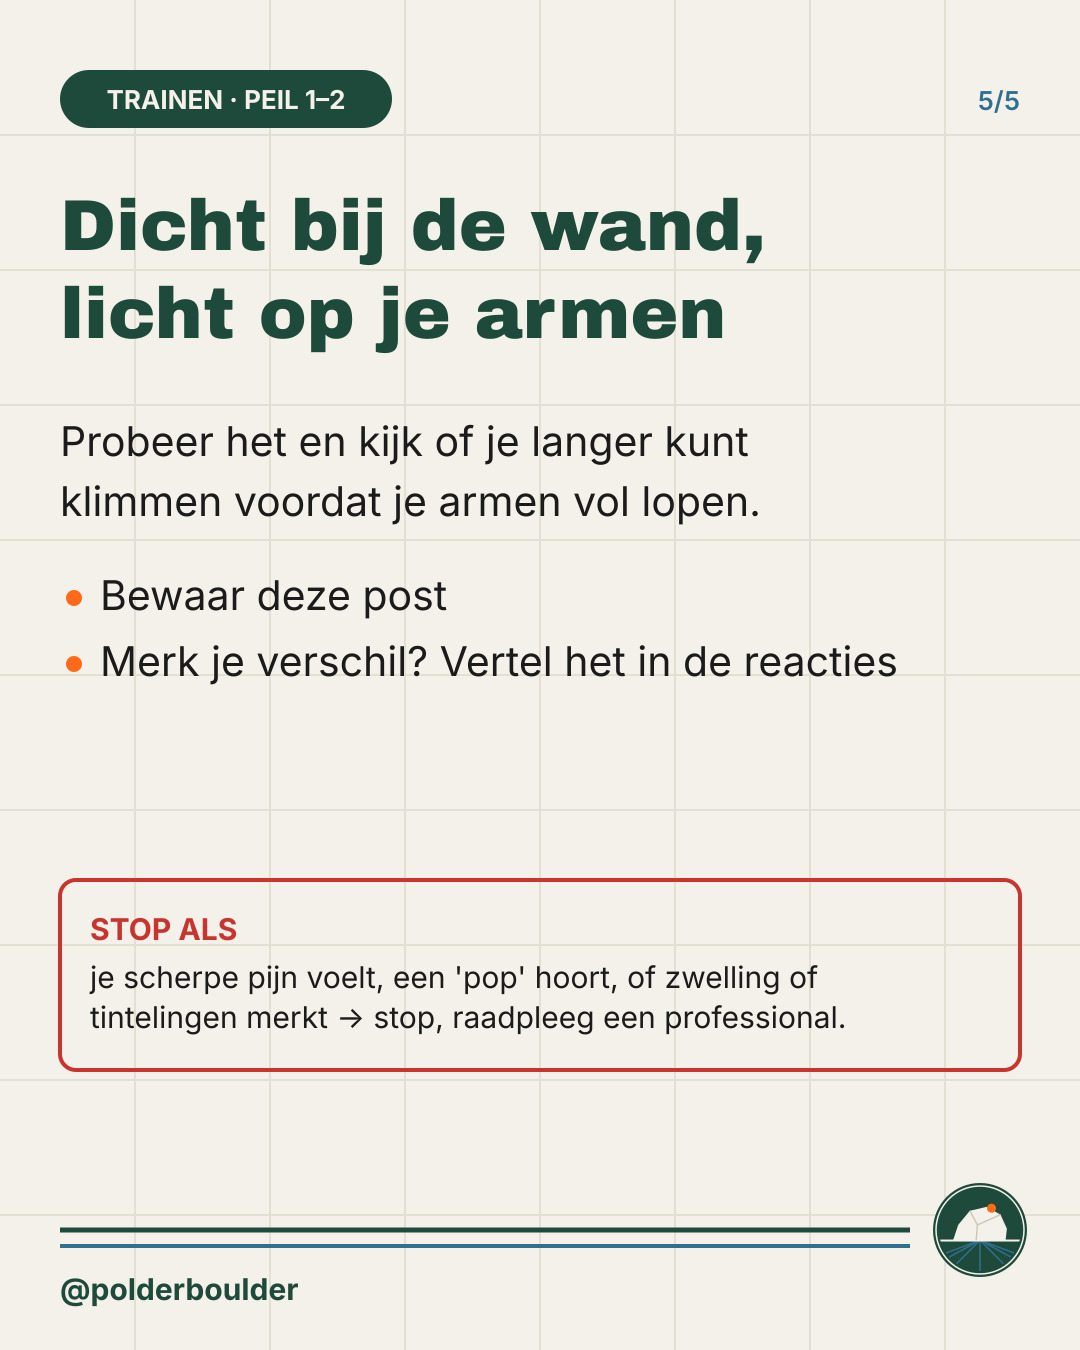 TRAINEN · PEIL 1–2
5/5
Dicht bij de wand,
licht op je armen
Probeer het en kijk of je langer kunt
klimmen voordat je armen vol lopen.
• Bewaar deze post
• Merk je verschil? Vertel het in de reacties
STOP ALS
je scherpe pijn voelt, een 'pop' hoort, of zwelling of
tintelingen merkt → stop, raadpleeg een professional.
@polderboulder